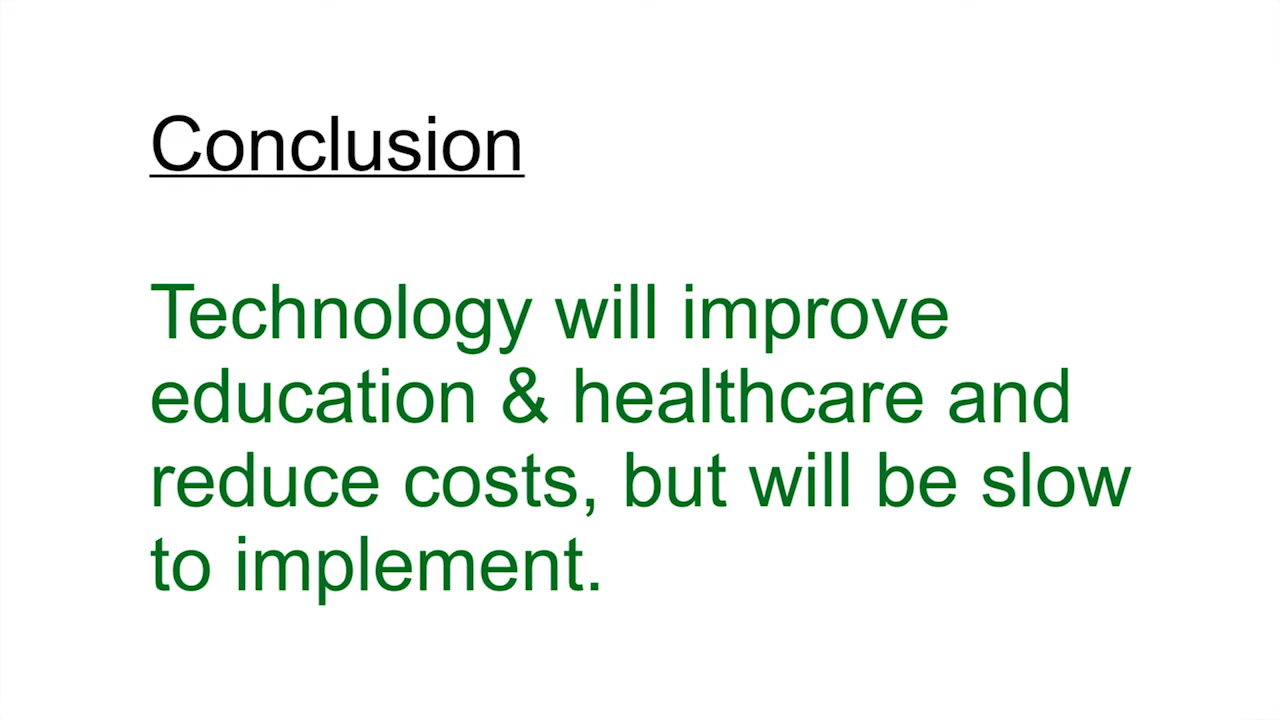 Conclusion
Technology will improve
education & healthcare and
reduce costs, but will be slow
to implement.